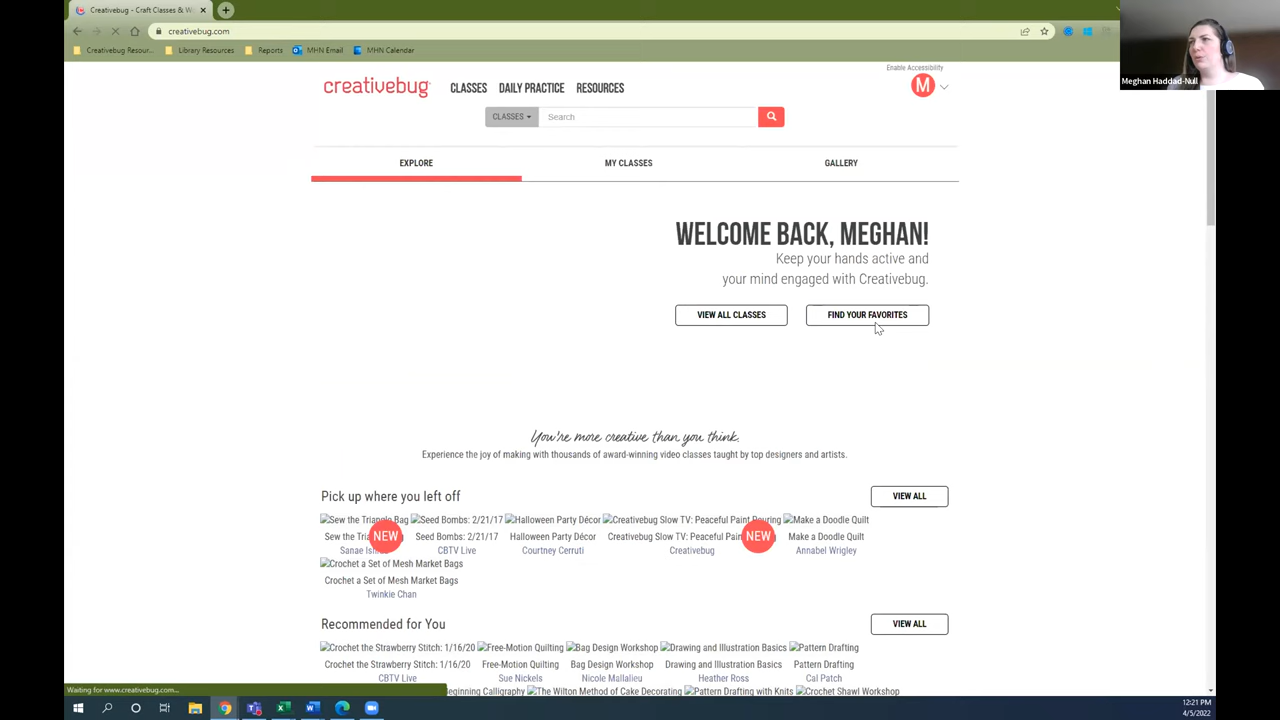 Creativebug - Craft Classes & W
creativebug.com
Creativebug Resour... Library Resources Reports MHN Email MHN Calendar
Meghan Haddad-Null
Enable Accessibility
creativebug CLASSES DAILY PRACTICE RESOURCES M
CLASSES Search
EXPLORE MY CLASSES GALLERY
WELCOME BACK, MEGHAN!
Keep your hands active and
your mind engaged with Creativebug.
VIEW ALL CLASSES FIND YOUR FAVORITES
You're more creative than you think.
Experience the joy of making with thousands of award-winning video classes taught by top designers and artists.
Pick up where you left off VIEW ALL
Sew the Triangle Bag Seed Bombs: 2/21/17 Halloween Party Décor Creativebug Slow TV: Peaceful Paint Pouring Make a Doodle Quilt
Sew the NEW Seed Bombs: 2/21/17 Halloween Party Décor Creativebug Slow TV: Peaceful NEW Make a Doodle Quilt
Sanae CBTV Live Courtney Cerruti Creativebug Annabel Wrigley
Crochet a Set of Mesh Market Bags
Crochet a Set of Mesh Market Bags
Twinkie Chan
Recommended for You VIEW ALL
Crochet the Strawberry Stitch: 1/16/20 Free-Motion Quilting Bag Design Workshop Drawing and Illustration Basics Pattern Drafting
Crochet the Strawberry Stitch: 1/16/20 Free-Motion Quilting Bag Design Workshop Drawing and Illustration Basics Pattern Drafting
CBTV Live Sue Nickels Nicole Mallalieu Heather Ross Cal Patch
Calligraphy The Wilton Method of Cake Decorating Pattern Drafting with Knits Crochet Shawl Workshop
Waiting for www.creativebug.com...
12:21 PM
4/5/2022